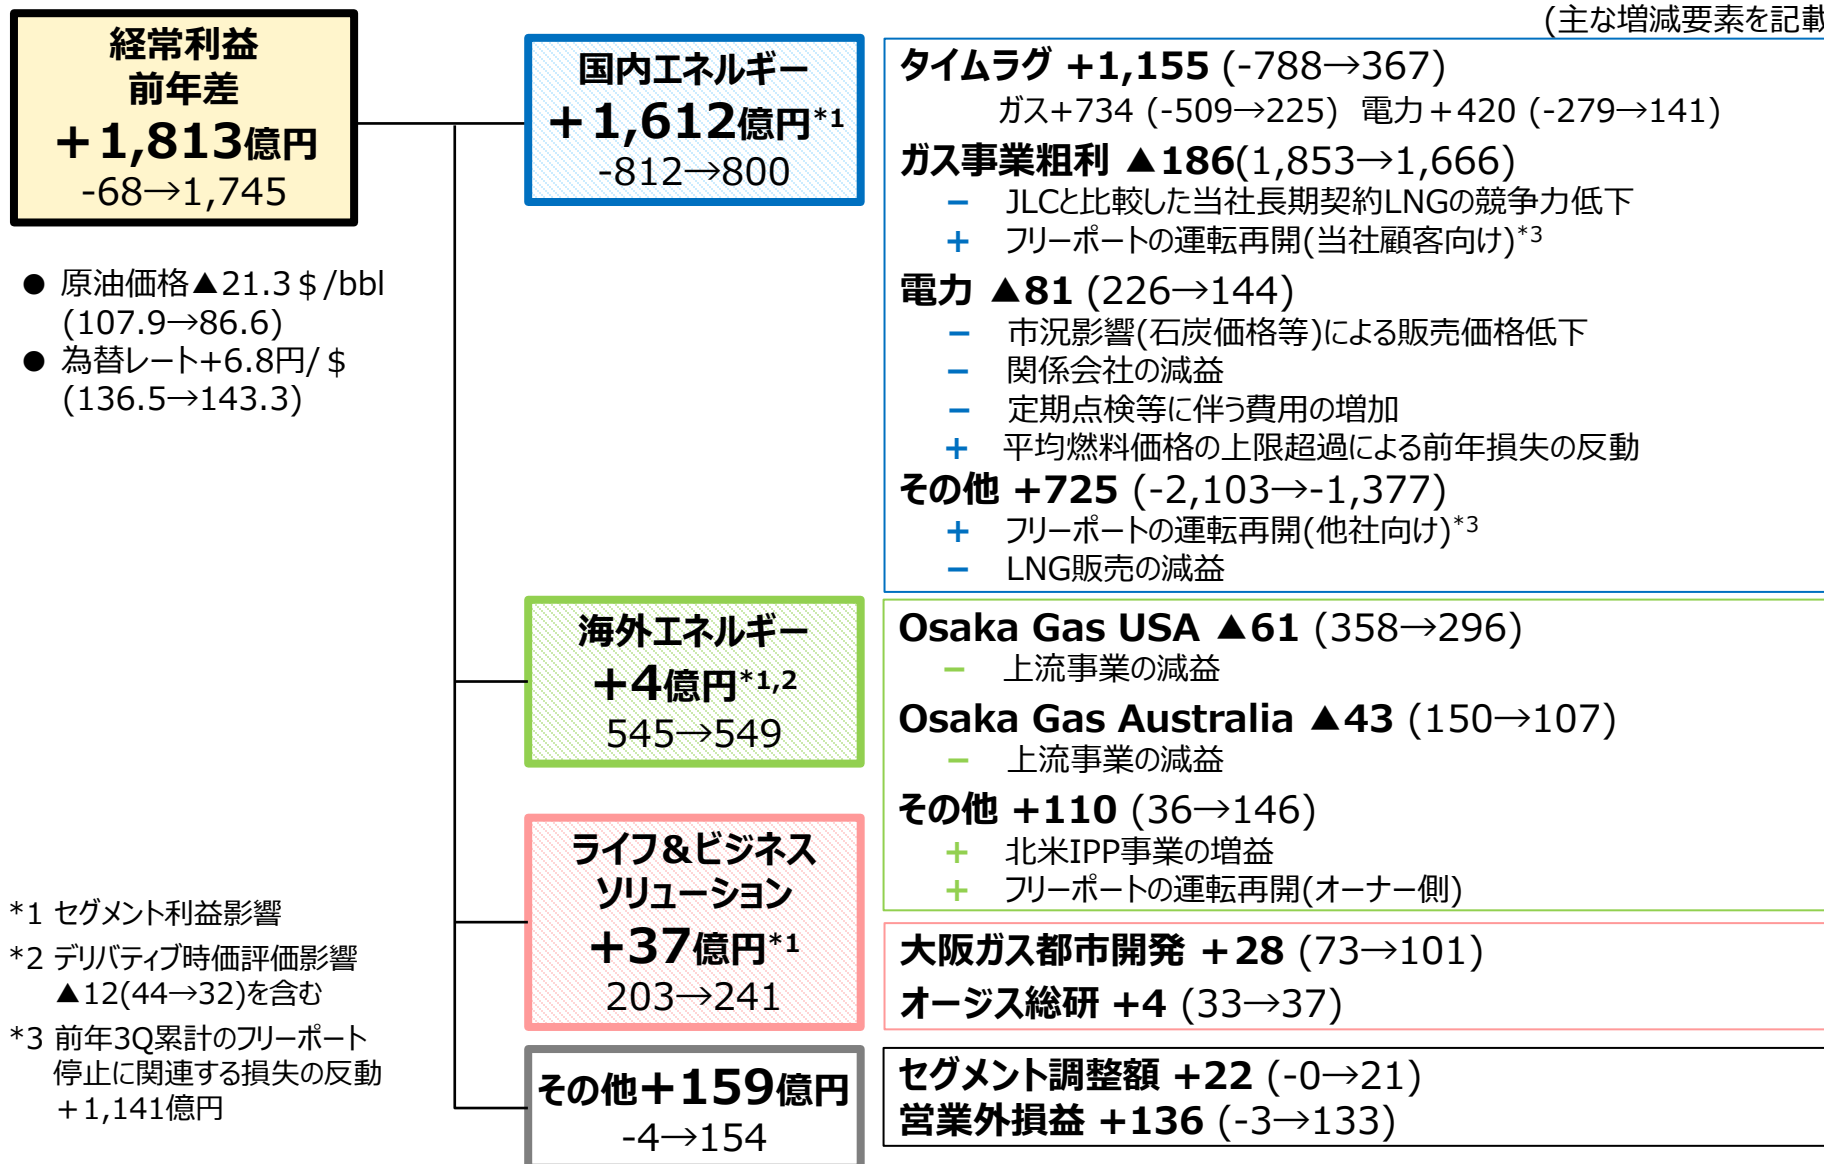 (主な増減要素を記載
経常利益
前年差
+1,813億円
-68→1,745
● 原油価格▲21.3＄/bbl
(107.9→86.6)
● 為替レート+6.8円/＄
(136.5→143.3)
*1 セグメント利益影響
*2 デリバティブ時価評価影響
▲12(44→32)を含む
*3 前年3Q累計のフリーポート
停止に関連する損失の反動
+1,141億円
国内エネルギー
+1,612億円*1
-812→800
タイムラグ +1,155 (-788→367)
ガス+734 (-509→225) 電力+420 (-279→141)
ガス事業粗利 ▲186(1,853→1,666)
－ JLCと比較した当社長期契約LNGの競争力低下
+ フリーポートの運転再開(当社顧客向け)*3
電力 ▲81 (226→144)
－ 市況影響(石炭価格等)による販売価格低下
－ 関係会社の減益
－ 定期点検等に伴う費用の増加
+ 平均燃料価格の上限超過による前年損失の反動
その他 +725 (-2,103→-1,377)
+ フリーポートの運転再開(他社向け)*3
－ LNG販売の減益
海外エネルギー
+4億円*1,2
545→549
Osaka Gas USA ▲61 (358→296)
－ 上流事業の減益
Osaka Gas Australia ▲43 (150→107)
－ 上流事業の減益
その他 +110 (36→146)
+ 北米IPP事業の増益
+ フリーポートの運転再開(オーナー側)
ライフ&ビジネス
ソリューション
+37億円*1
203→241
大阪ガス都市開発 +28 (73→101)
オージス総研 +4 (33→37)
その他+159億円
-4→154
セグメント調整額 +22 (-0→21)
営業外損益 +136 (-3→133)